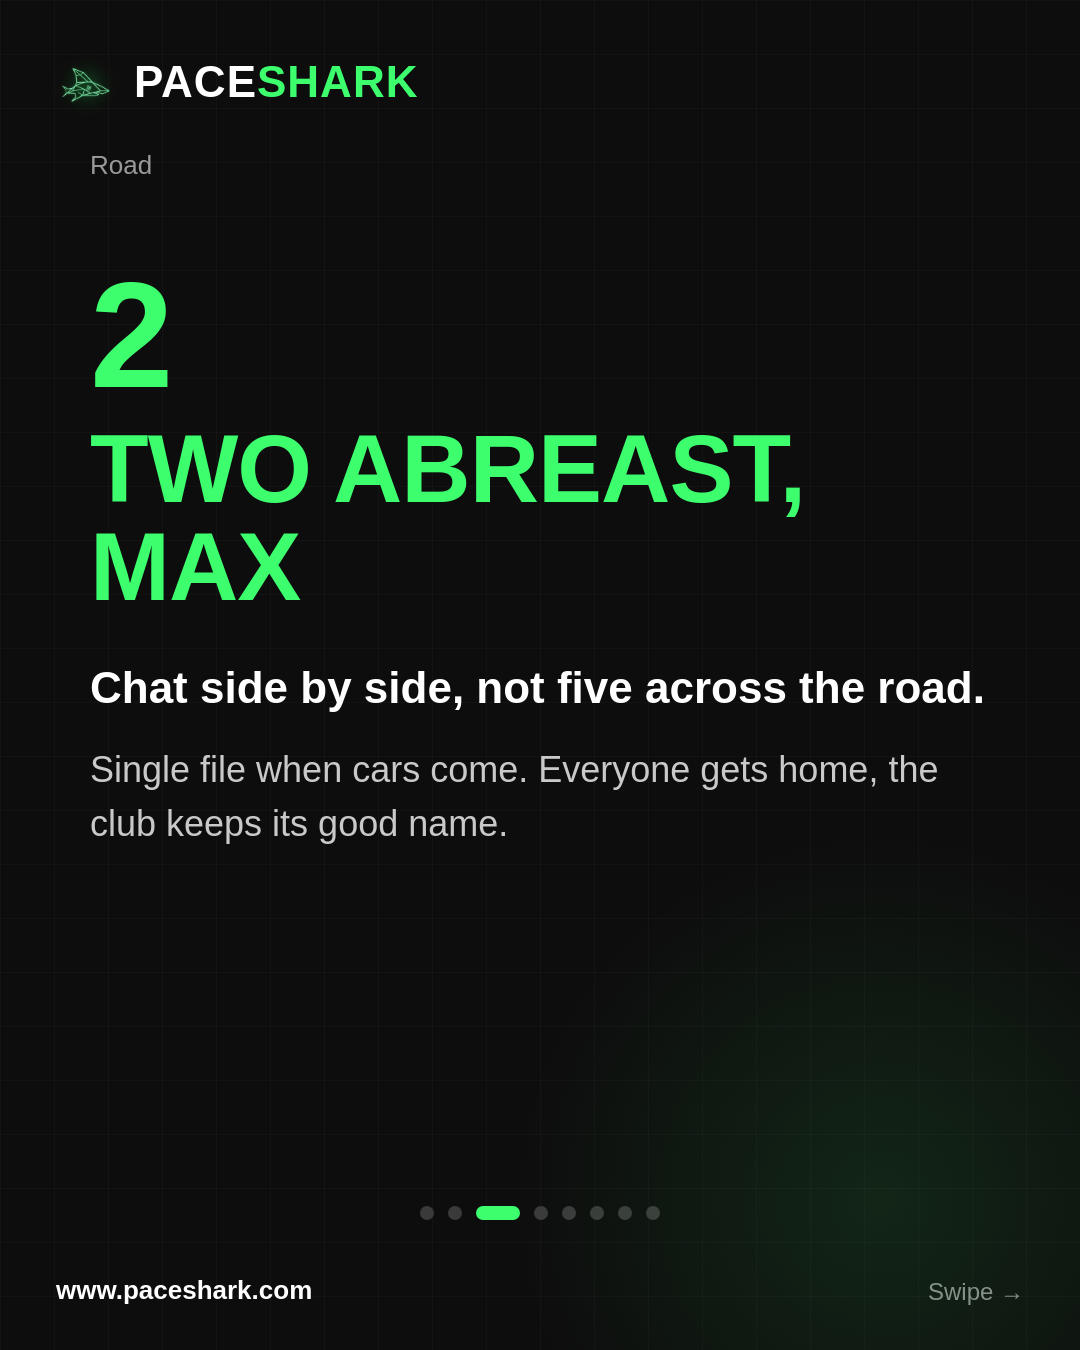 PACESHARK
Road
2
TWO ABREAST,
MAX
Chat side by side, not five across the road.
Single file when cars come. Everyone gets home, the
club keeps its good name.
www.paceshark.com
Swipe →